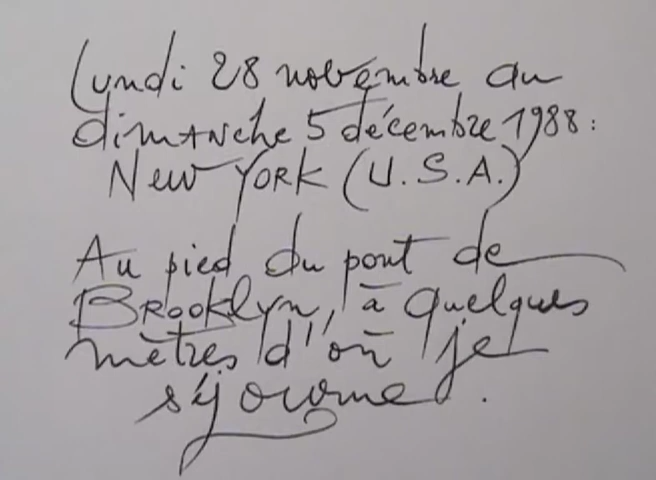 Lundi 28 novembre au
dimANche 5 décembre 1988 :
New YORK (U.S.A.)
Au pied du pont de
BROOKlyn, à quelques
mètres d'où je
séjourne.